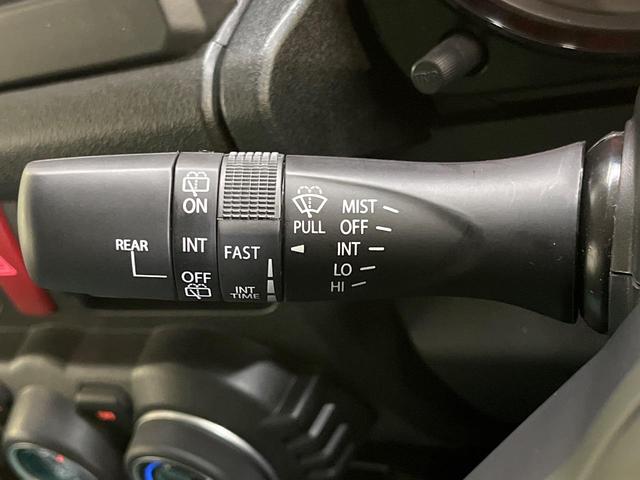 REAR
ON
INT
OFF
FAST
INT
TIME
PULL
MIST
OFF
INT
LO
HI